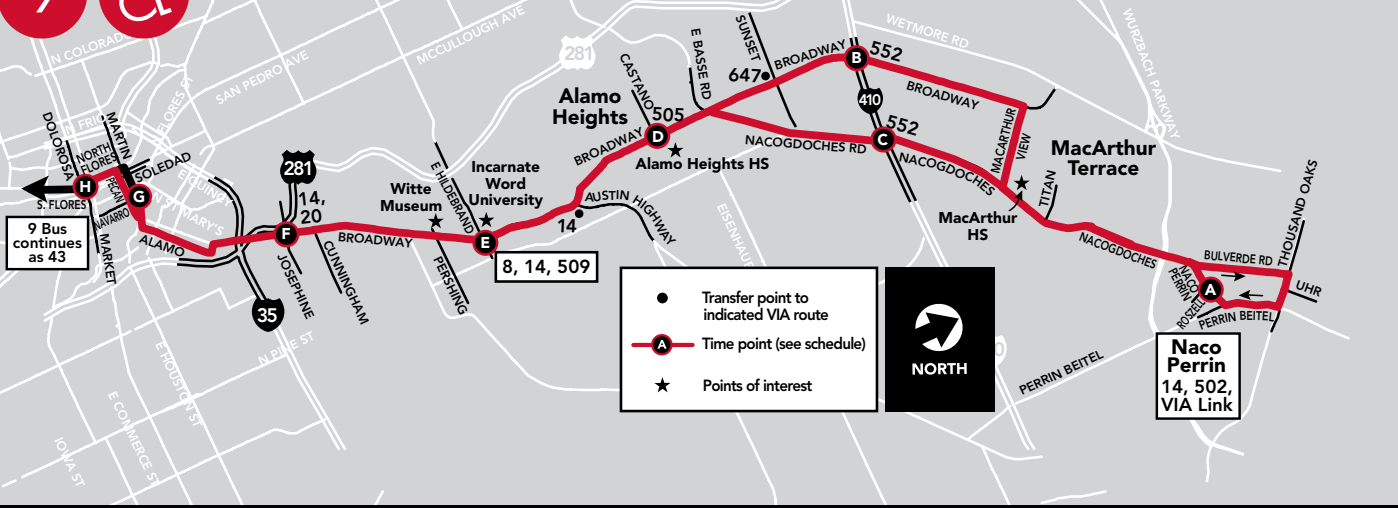 N COLORADO
SAN PEDRO AVE
MCCULLOUGH AVE
281
CASTANO
E BASSE RD
SUNSET
BROADWAY
B
552
WETMORE RD
WURZBACH PARKWAY
647
410
BROADWAY
Alamo
Heights
505
BROADWAY
D
Alamo Heights HS
NACOGDOCHES RD
C
552
NACOGDOCHES
MACARTHUR
VIEW
MacArthur
Terrace
MacArthur
HS
TITAN
NACOGDOCHES
DOLOROSA
N FRIO
MARTIN
NORTH
FLORES
SOLEDAD
N FLORES ST
E QUINCY
N ST MARY'S
H
S. FLORES
PECAN
G
NAVARRO
MARKET
ALAMO
9 Bus
continues
as 43
281
14,
20
F
JOSEPHINE
CUNNINGHAM
35
BROADWAY
Witte
Museum
E HILDEBRAND
Incarnate
Word
University
E
PERSHING
8, 14, 509
14
AUSTIN HIGHWAY
Transfer point to
indicated VIA route
A
Time point (see schedule)
Points of interest
NORTH
PERRIN BEITEL
NACO
PERRIN
A
ROSZELL
PERRIN BEITEL
BULVERDE RD
THOUSAND OAKS
UHR
Naco
Perrin
14, 502,
VIA Link
N PINE ST
E HOUSTON ST
E COMMERCE ST
IOWA ST